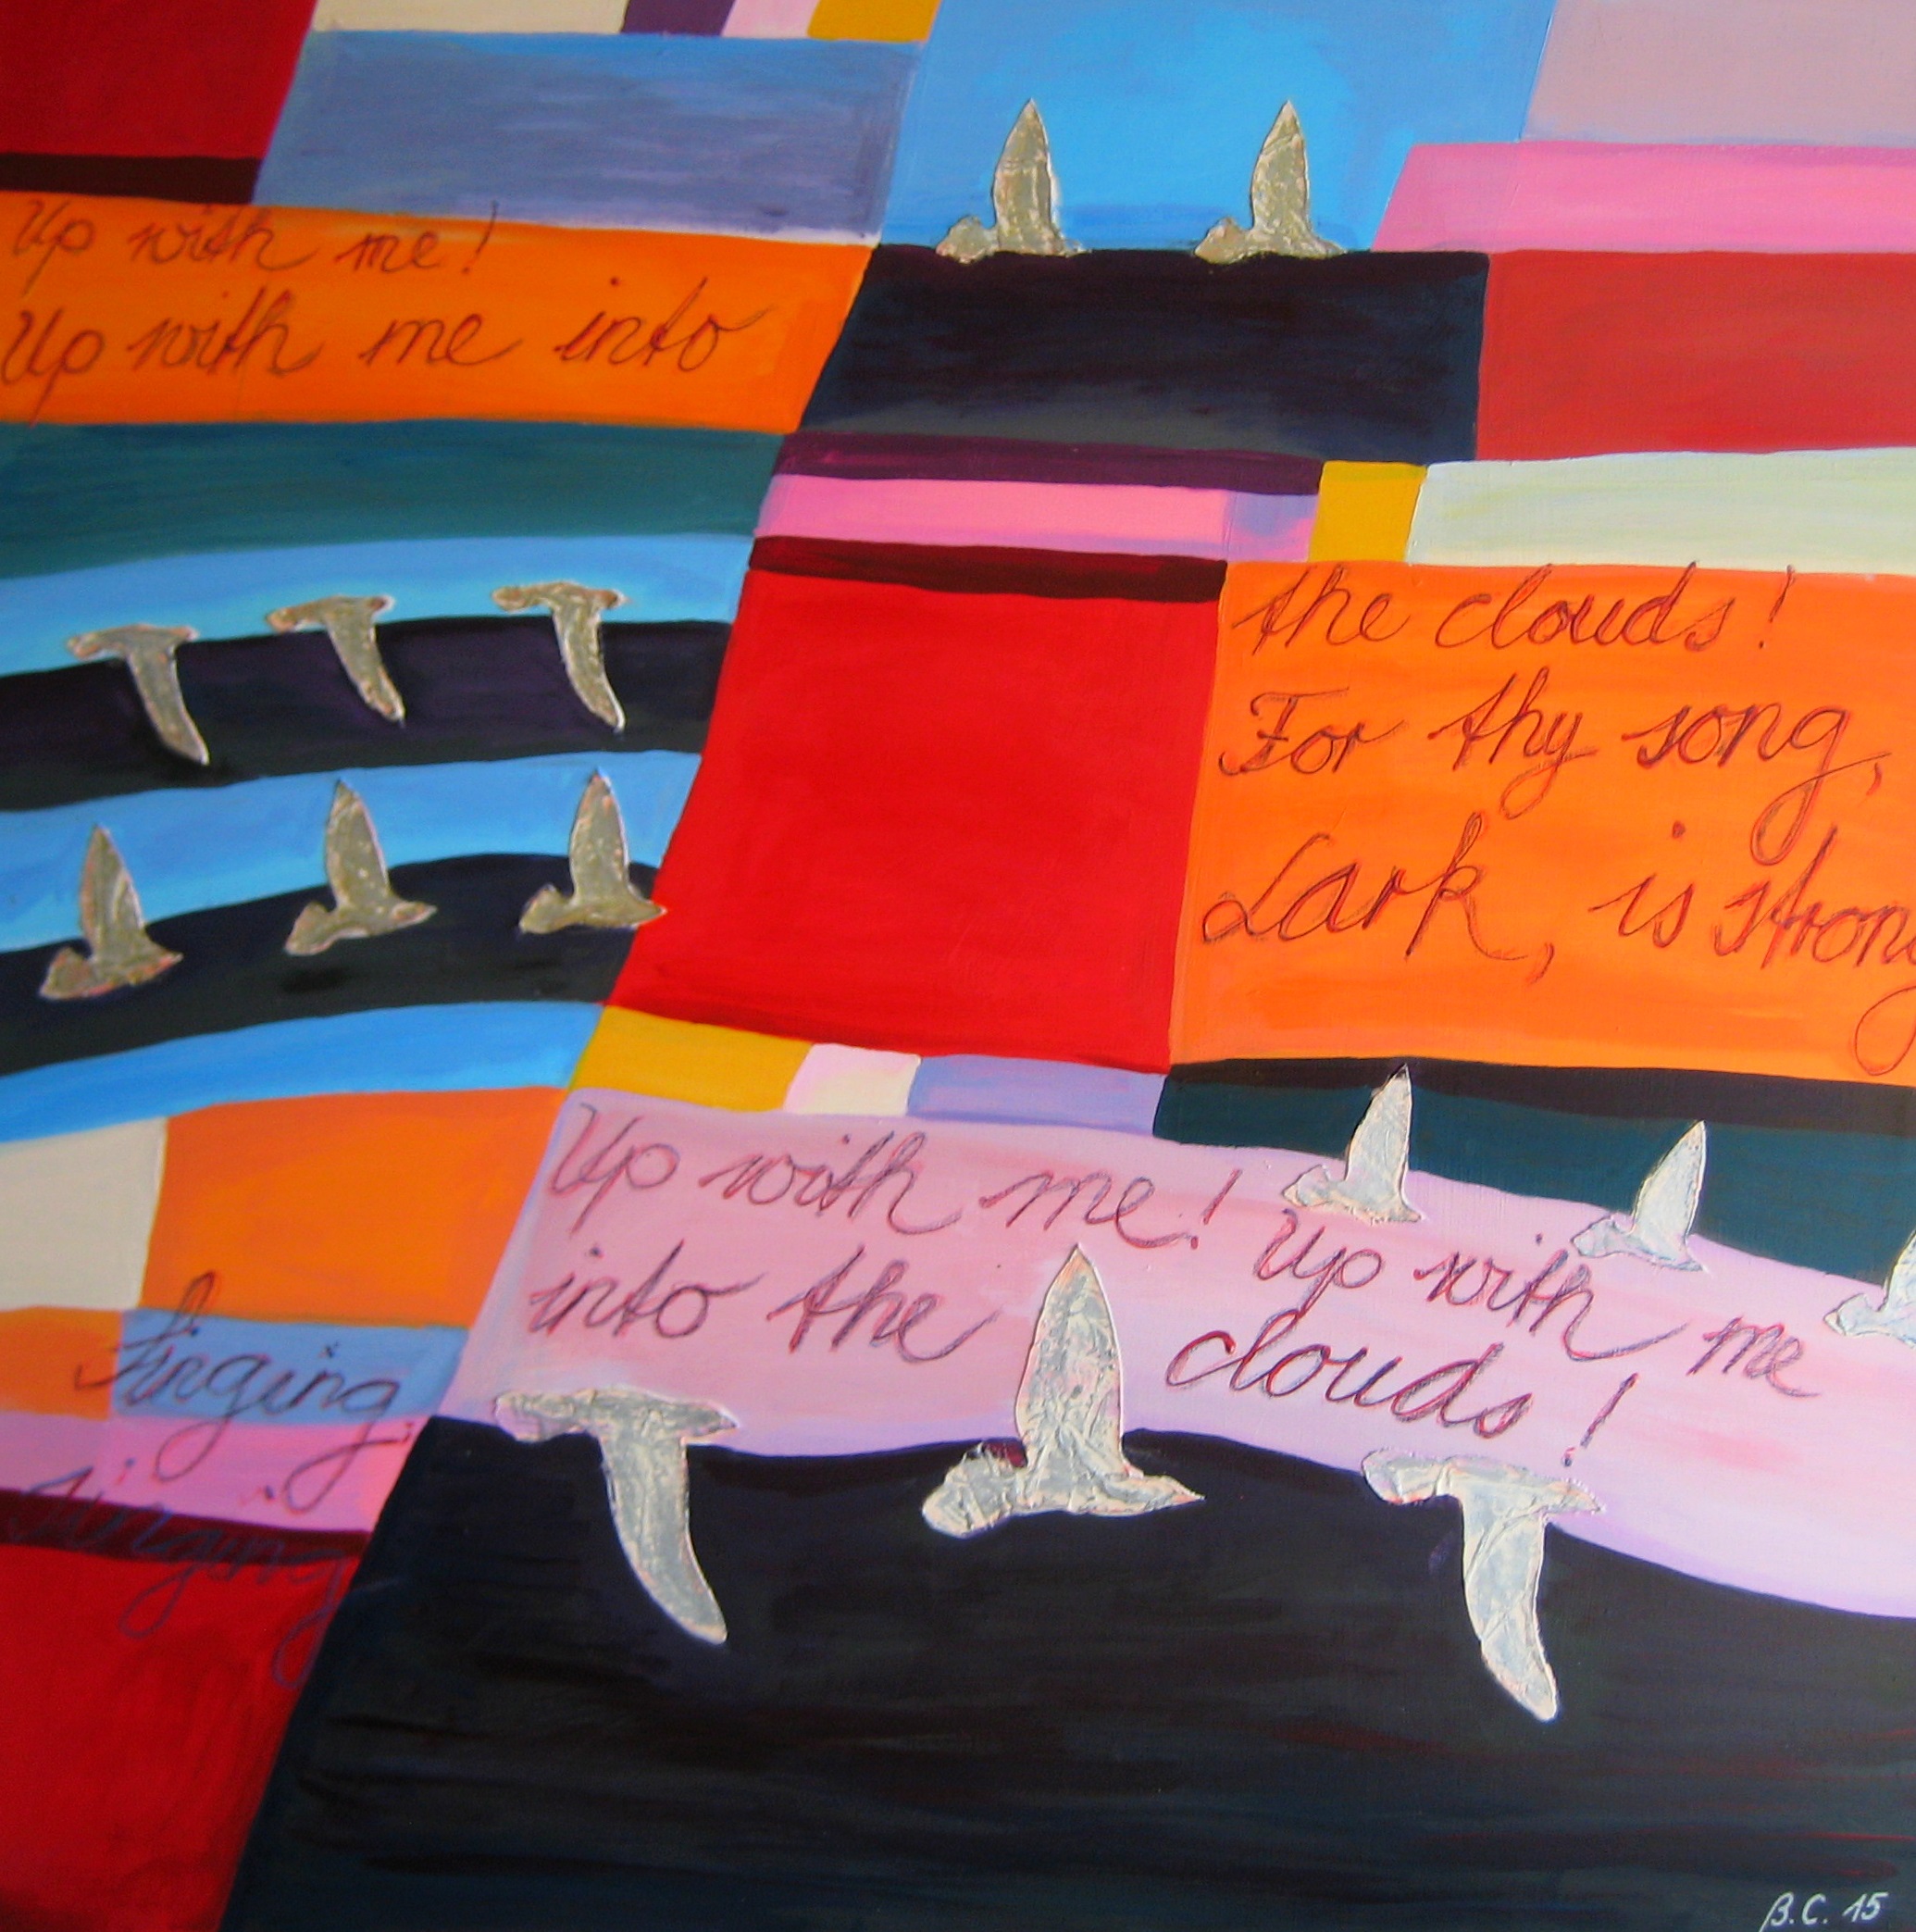 Up with me!
Up with me into
the clouds!
For thy song,
Lark, is strong
Up with me! Up with me
into the clouds!
Singing,
Singing
B.C. 15